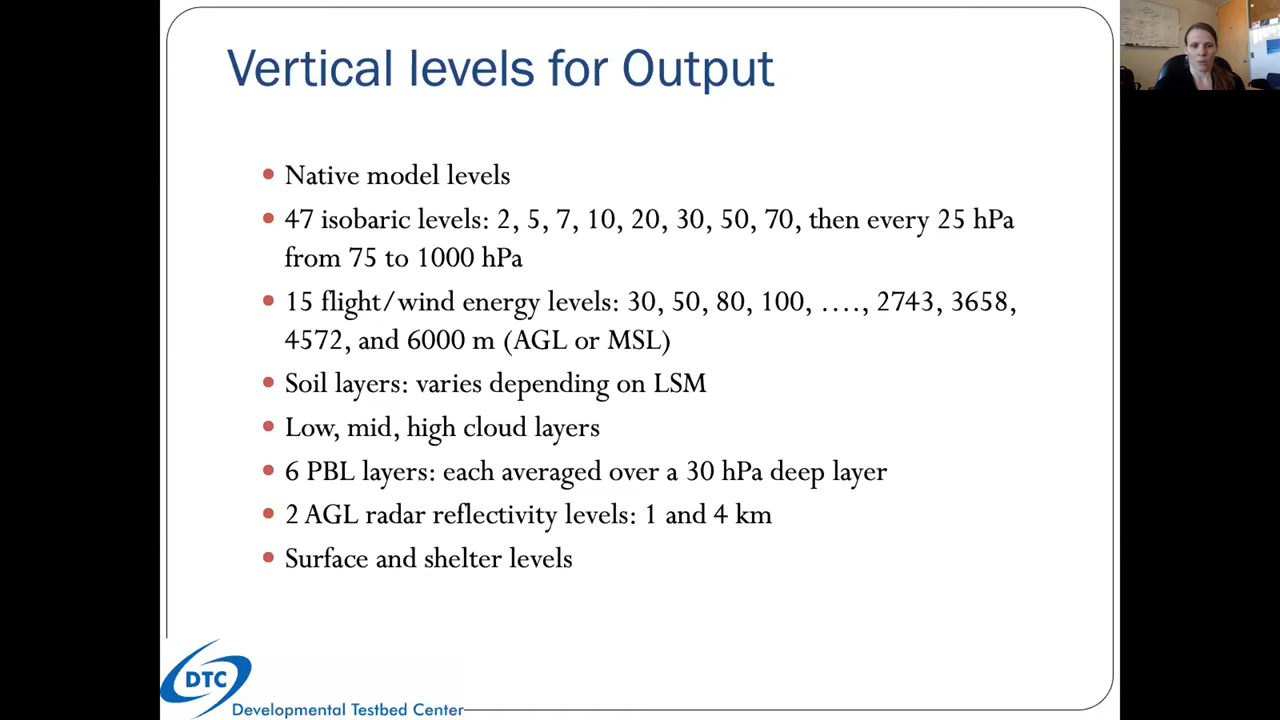 Vertical levels for Output
Native model levels
47 isobaric levels: 2, 5, 7, 10, 20, 30, 50, 70, then every 25 hPa
from 75 to 1000 hPa
15 flight/wind energy levels: 30, 50, 80, 100, …., 2743, 3658,
4572, and 6000 m (AGL or MSL)
Soil layers: varies depending on LSM
Low, mid, high cloud layers
6 PBL layers: each averaged over a 30 hPa deep layer
2 AGL radar reflectivity levels: 1 and 4 km
Surface and shelter levels
DTC
Developmental Testbed Center